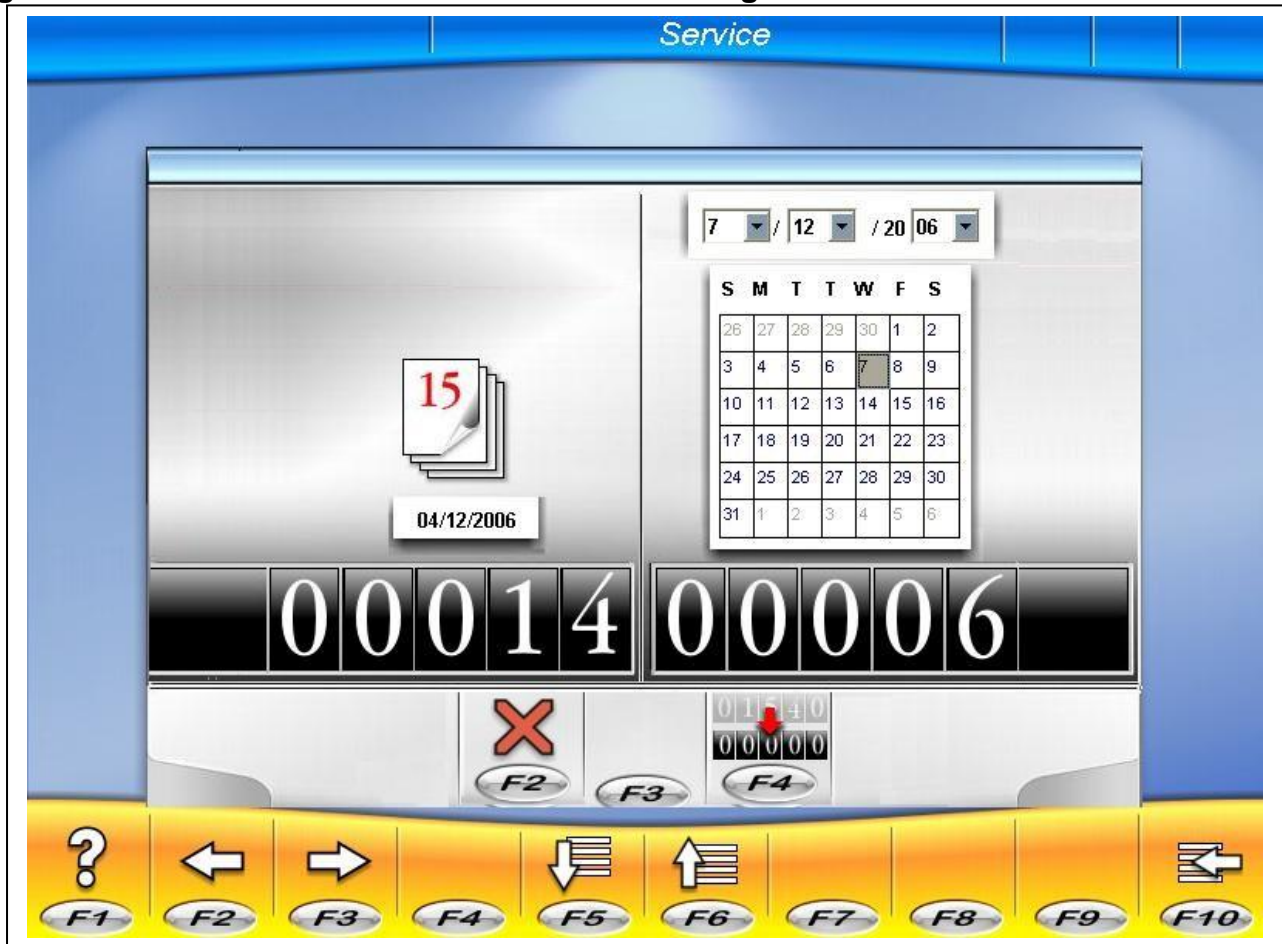 Service
7 / 12 / 20 06
S M T T W F S
26 27 28 29 30 1 2
3 4 5 6 7 8 9
10 11 12 13 14 15 16
17 18 19 20 21 22 23
24 25 26 27 28 29 30
31 1 2 3 4 5 6
15
04/12/2006
00014 00006
01540
00000
F2 F3 F4
?
F1 F2 F3 F4 F5 F6 F7 F8 F9 F10